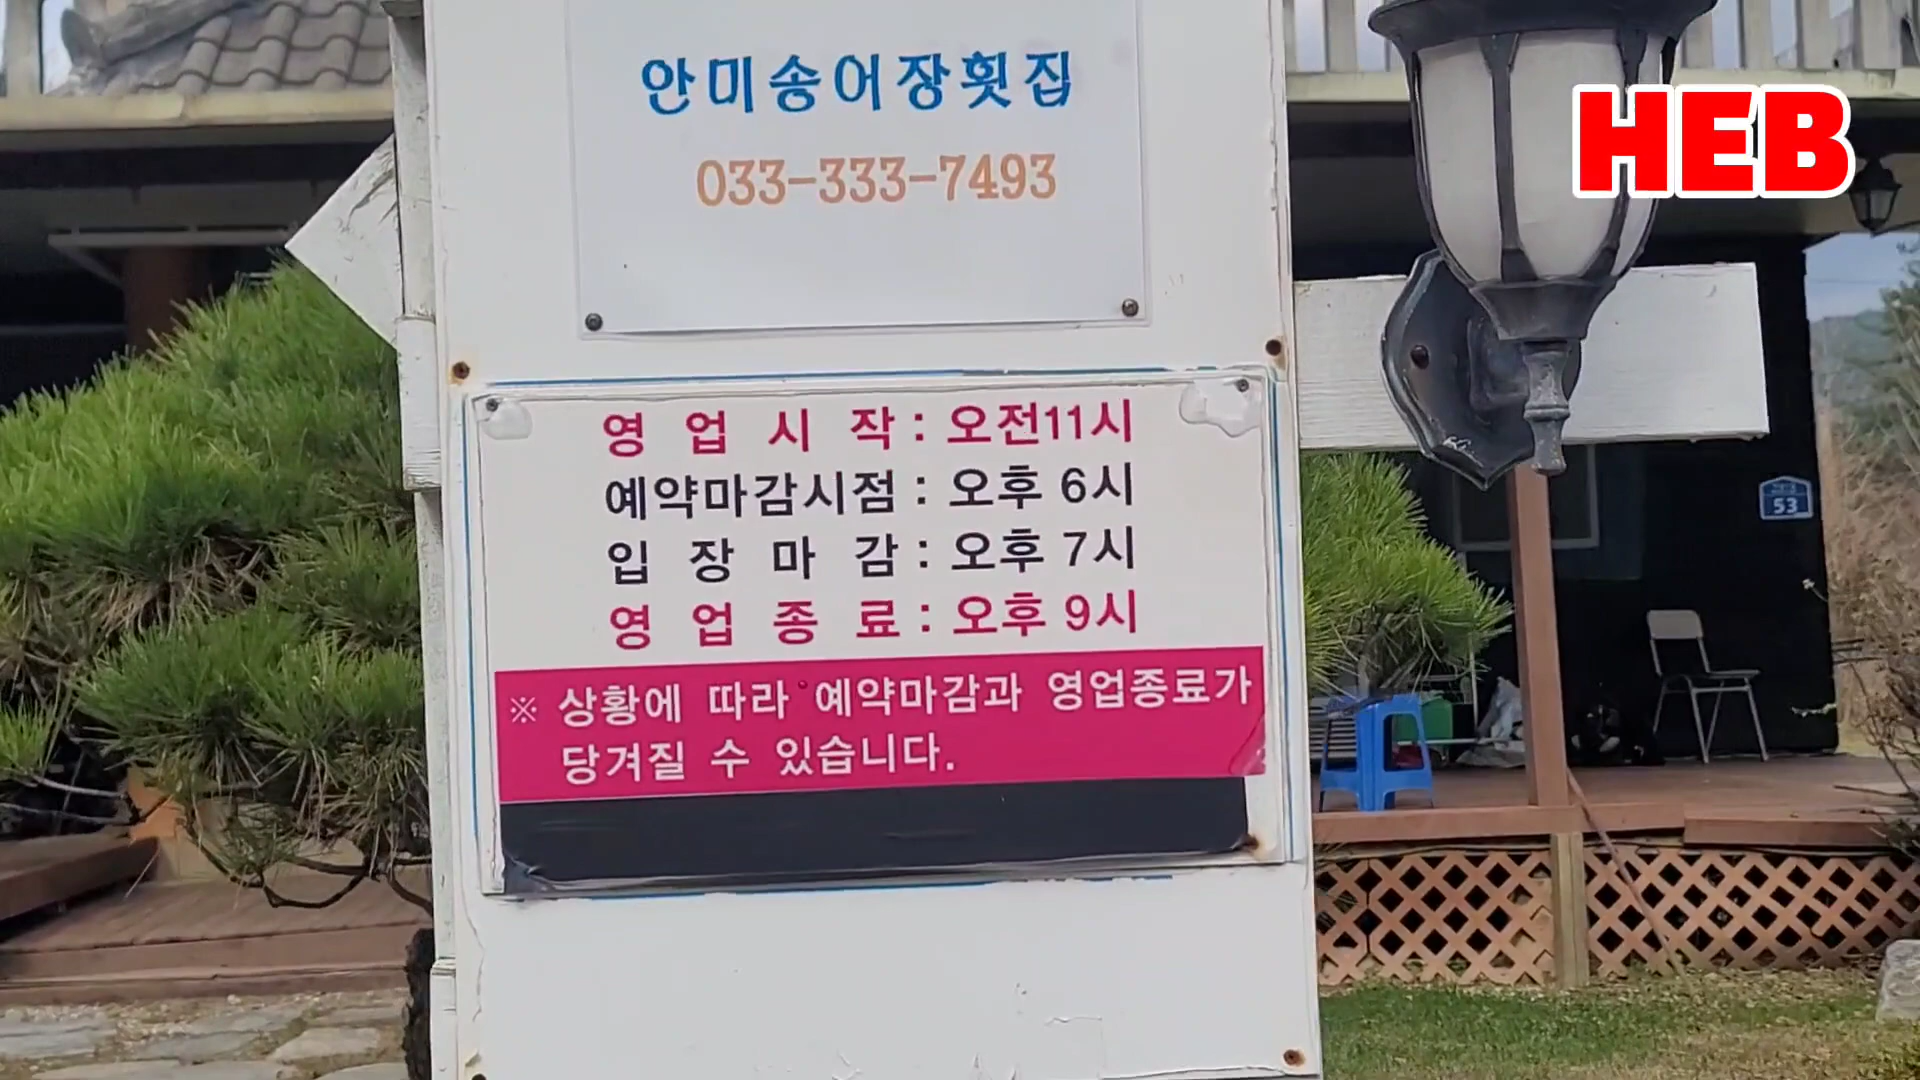 안미송어장횟집
033-333-7493
HEB
영 업 시 작 : 오전11시
예약마감시점 : 오후 6시
입 장 마 감 : 오후 7시
영 업 종 료 : 오후 9시
※ 상황에 따라 예약마감과 영업종료가
당겨질 수 있습니다.
53